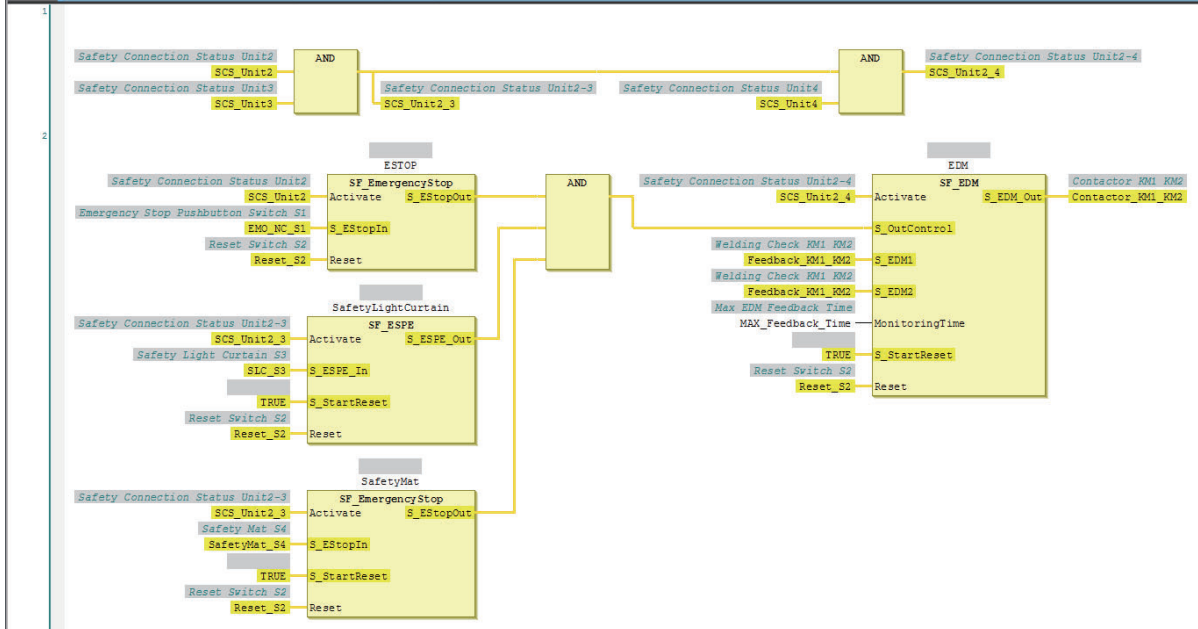 1
Safety Connection Status Unit2
SCS_Unit2
Safety Connection Status Unit3
SCS_Unit3
AND
Safety Connection Status Unit2-3
SCS_Unit2_3
Safety Connection Status Unit4
SCS_Unit4
AND
Safety Connection Status Unit2-4
SCS_Unit2_4
2
ESTOP
SF_EmergencyStop
Safety Connection Status Unit2
SCS_Unit2 Activate S_EStopOut
Emergency Stop Pushbutton Switch S1
EMO_NC_S1 S_EStopIn
Reset Switch S2
Reset_S2 Reset
SafetyLightCurtain
SF_ESPE
Safety Connection Status Unit2-3
SCS_Unit2_3 Activate S_ESPE_Out
Safety Light Curtain S3
SLC_S3 S_ESPE_In
TRUE S_StartReset
Reset Switch S2
Reset_S2 Reset
SafetyMat
SF_EmergencyStop
Safety Connection Status Unit2-3
SCS_Unit2_3 Activate S_EStopOut
Safety Mat S4
SafetyMat_S4 S_EStopIn
TRUE S_StartReset
Reset Switch S2
Reset_S2 Reset
AND
EDM
SF_EDM
Safety Connection Status Unit2-4
SCS_Unit2_4 Activate S_EDM_Out
Contactor KM1 KM2
Contactor_KM1_KM2
S_OutControl
Welding Check KM1 KM2
Feedback_KM1_KM2 S_EDM1
Welding Check KM1 KM2
Feedback_KM1_KM2 S_EDM2
Max EDM Feedback Time
MAX_Feedback_Time MonitoringTime
TRUE S_StartReset
Reset Switch S2
Reset_S2 Reset